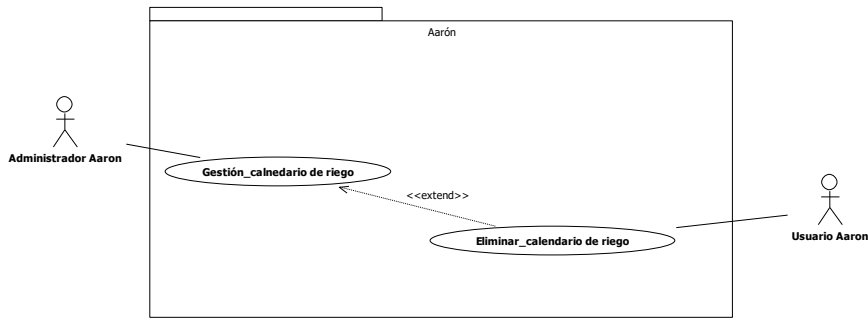 Aarón
Administrador Aaron
Gestión_calnedario de riego
<<extend>>
Eliminar_calendario de riego
Usuario Aaron